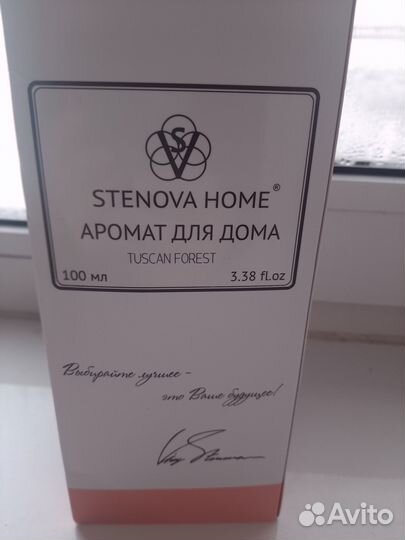 SV
STENOVA HOME®
АРОМАТ ДЛЯ ДОМА
TUSCAN FOREST
100 мл 3.38 fl.oz
Выбирайте лучшее -
это Ваше будущее!
Avito